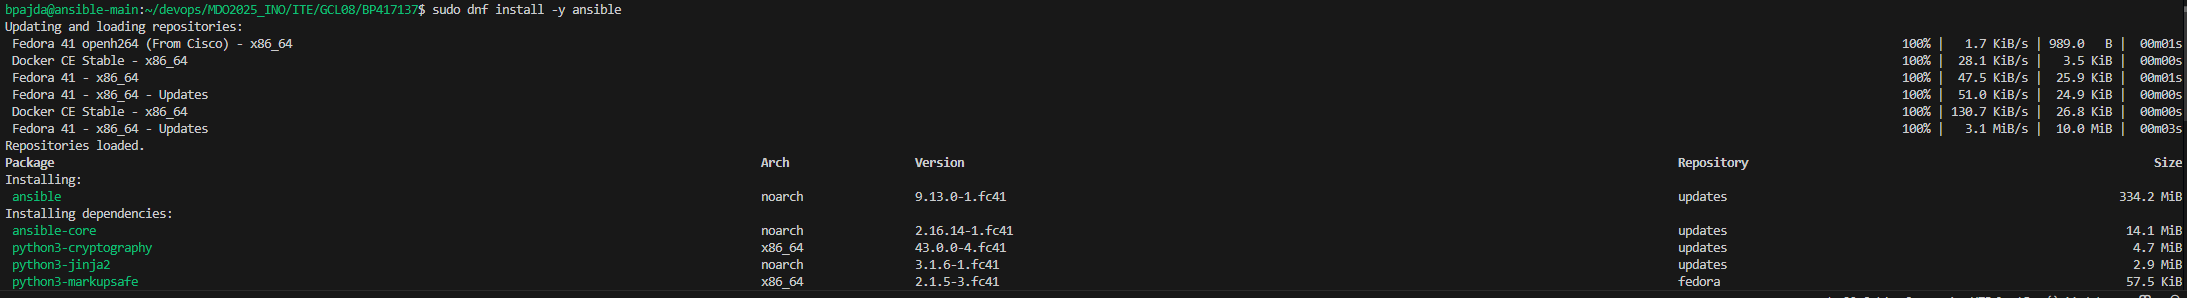 bpajda@ansible-main:~/devops/MDO2025_INO/ITE/GCL08/BP417137$ sudo dnf install -y ansible
Updating and loading repositories:
Fedora 41 openh264 (From Cisco) - x86_64 100% | 1.7 KiB/s | 989.0 B | 00m01s
Docker CE Stable - x86_64 100% | 28.1 KiB/s | 3.5 KiB | 00m00s
Fedora 41 - x86_64 100% | 47.5 KiB/s | 25.9 KiB | 00m01s
Fedora 41 - x86_64 - Updates 100% | 51.0 KiB/s | 24.9 KiB | 00m00s
Docker CE Stable - x86_64 100% | 130.7 KiB/s | 26.8 KiB | 00m00s
Fedora 41 - x86_64 - Updates 100% | 3.1 MiB/s | 10.0 MiB | 00m03s
Repositories loaded.
Package Arch Version Repository Size
Installing:
ansible noarch 9.13.0-1.fc41 updates 334.2 MiB
Installing dependencies:
ansible-core noarch 2.16.14-1.fc41 updates 14.1 MiB
python3-cryptography x86_64 43.0.0-4.fc41 updates 4.7 MiB
python3-jinja2 noarch 3.1.6-1.fc41 updates 2.9 MiB
python3-markupsafe x86_64 2.1.5-3.fc41 fedora 57.5 KiB